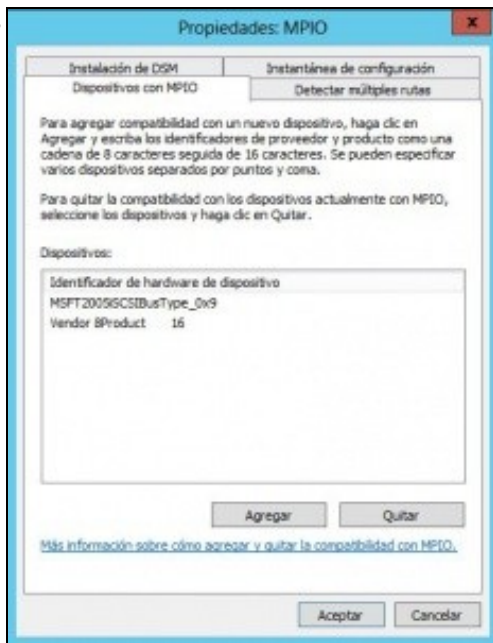 Propiedades: MPIO
x
Instalación de DSM
Instantánea de configuración
Dispositivos con MPIO
Detectar múltiples rutas
Para agregar compatibilidad con un nuevo dispositivo, haga clic en
Agregar y escriba los identificadores de proveedor y producto como una
cadena de 8 caracteres seguida de 16 caracteres. Se pueden especificar
varios dispositivos separados por puntos y coma.
Para quitar la compatibilidad con los dispositivos actualmente con MPIO,
seleccione los dispositivos y haga clic en Quitar.
Dispositivos:
Identificador de hardware de dispositivo
MSFT2005iSCSIBusType_0x9
Vendor 8Product 16
Agregar
Quitar
Más información sobre cómo agregar y quitar la compatibilidad con MPIO.
Aceptar
Cancelar